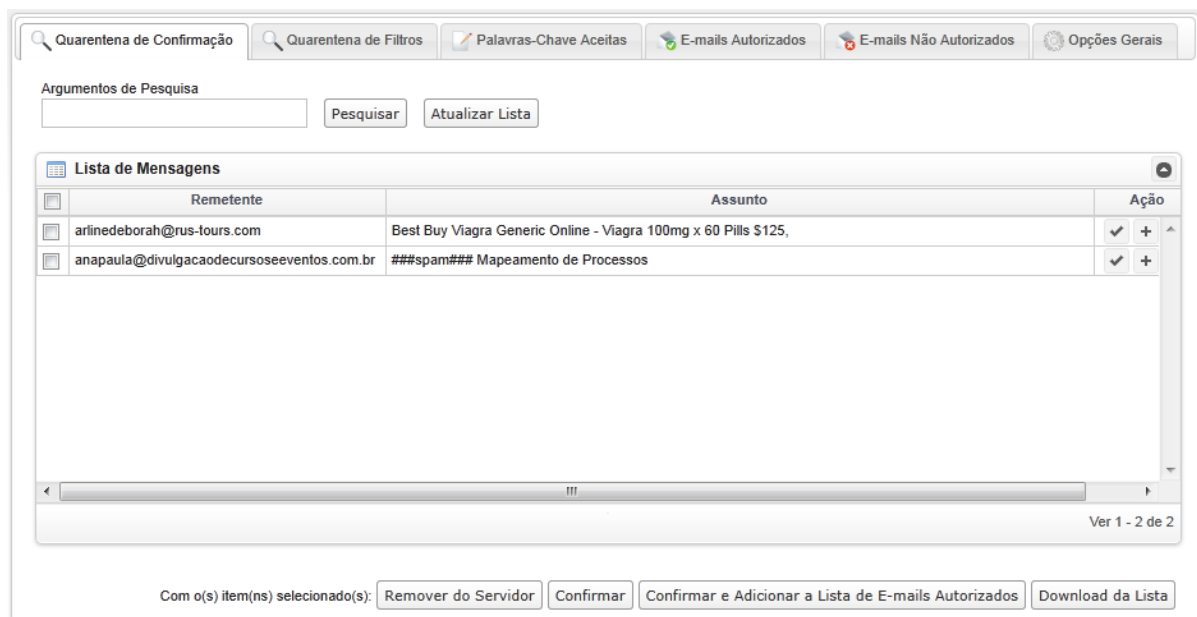 Quarentena de Confirmação Quarentena de Filtros Palavras-Chave Aceitas E-mails Autorizados E-mails Não Autorizados Opções Gerais
Argumentos de Pesquisa
Pesquisar Atualizar Lista
Lista de Mensagens
Remetente Assunto Ação
arlinedeborah@rus-tours.com Best Buy Viagra Generic Online - Viagra 100mg x 60 Pills $125,
anapaula@divulgacaodecursoseeventos.com.br ###spam### Mapeamento de Processos
Ver 1 - 2 de 2
Com o(s) item(ns) selecionado(s): Remover do Servidor Confirmar Confirmar e Adicionar a Lista de E-mails Autorizados Download da Lista